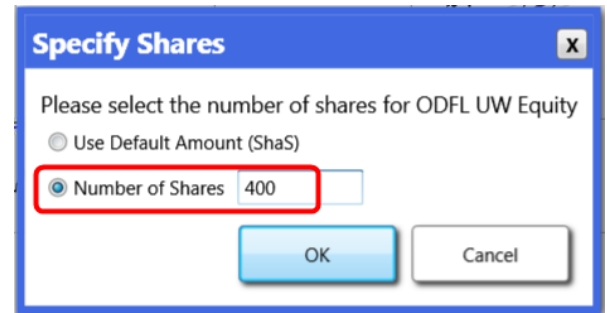 Specify Shares
X
Please select the number of shares for ODFL UW Equity
Use Default Amount (ShaS)
Number of Shares 400
OK Cancel